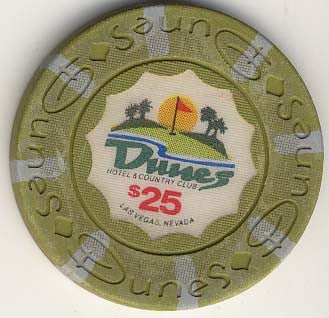 Dunes
HOTEL & COUNTRY CLUB
$25
LAS VEGAS, NEVADA
Dunes
Dunes
Dunes
Dunes